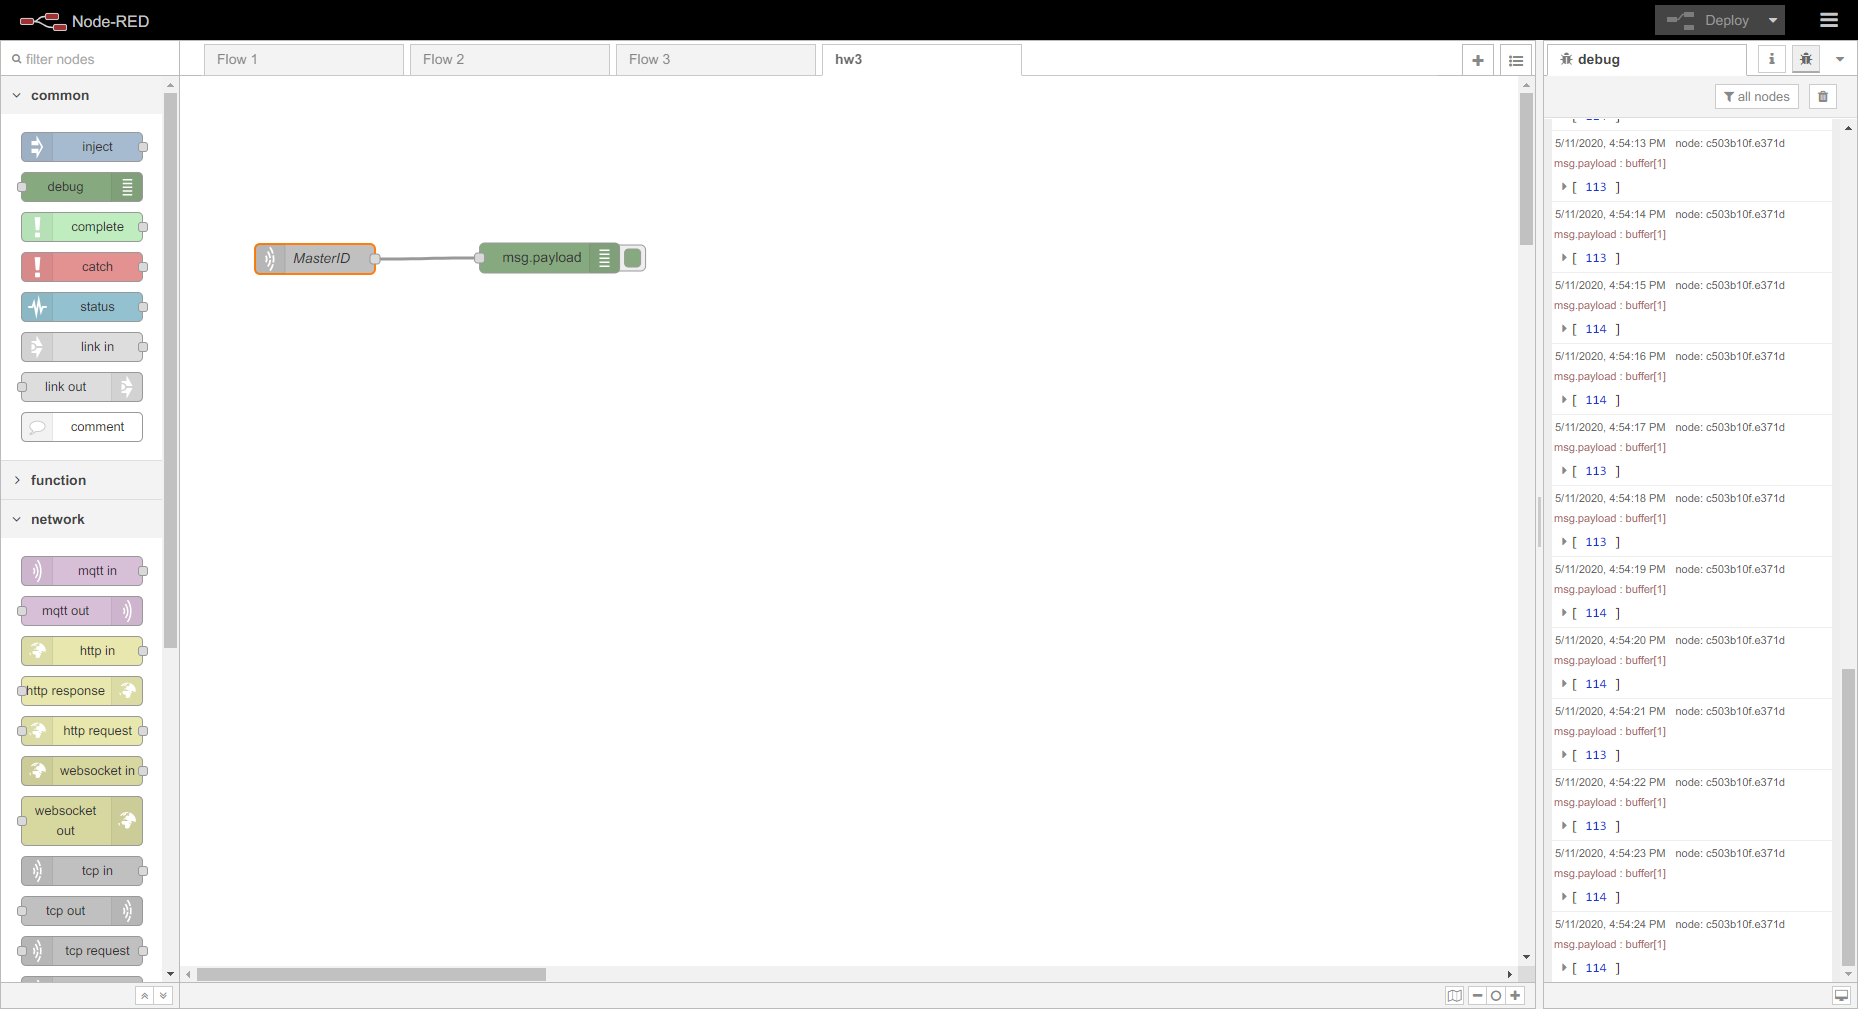 Node-RED
Deploy
filter nodes
Flow 1
Flow 2
Flow 3
hw3
debug
i
all nodes
common
inject
debug
complete
catch
status
link in
link out
comment
function
network
mqtt in
mqtt out
http in
http response
http request
websocket in
websocket
out
tcp in
tcp out
tcp request
MasterID
msg.payload
5/11/2020, 4:54:13 PM node: c503b10f.e371d
msg.payload : buffer[1]
[ 113 ]
5/11/2020, 4:54:14 PM node: c503b10f.e371d
msg.payload : buffer[1]
[ 113 ]
5/11/2020, 4:54:15 PM node: c503b10f.e371d
msg.payload : buffer[1]
[ 114 ]
5/11/2020, 4:54:16 PM node: c503b10f.e371d
msg.payload : buffer[1]
[ 114 ]
5/11/2020, 4:54:17 PM node: c503b10f.e371d
msg.payload : buffer[1]
[ 113 ]
5/11/2020, 4:54:18 PM node: c503b10f.e371d
msg.payload : buffer[1]
[ 113 ]
5/11/2020, 4:54:19 PM node: c503b10f.e371d
msg.payload : buffer[1]
[ 114 ]
5/11/2020, 4:54:20 PM node: c503b10f.e371d
msg.payload : buffer[1]
[ 114 ]
5/11/2020, 4:54:21 PM node: c503b10f.e371d
msg.payload : buffer[1]
[ 113 ]
5/11/2020, 4:54:22 PM node: c503b10f.e371d
msg.payload : buffer[1]
[ 113 ]
5/11/2020, 4:54:23 PM node: c503b10f.e371d
msg.payload : buffer[1]
[ 114 ]
5/11/2020, 4:54:24 PM node: c503b10f.e371d
msg.payload : buffer[1]
[ 114 ]